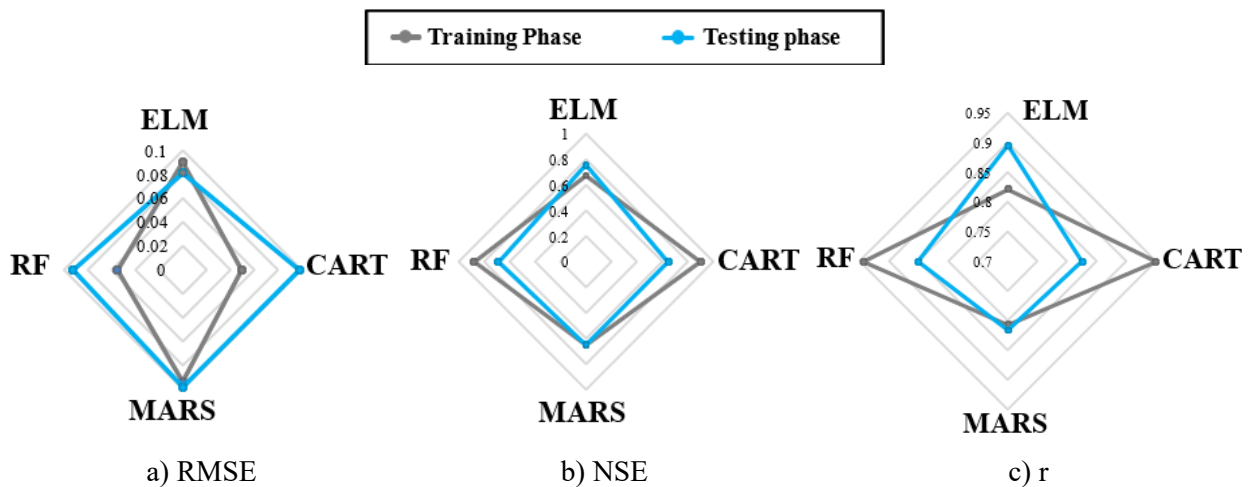 Training Phase Testing phase
ELM
0.1
0.08
0.06
0.04
0.02
0
RF
CART
MARS
a) RMSE
ELM
1
0.8
0.6
0.4
0.2
0
RF
CART
MARS
b) NSE
0.95
ELM
0.9
0.85
0.8
0.75
0.7
RF
CART
MARS
c) r